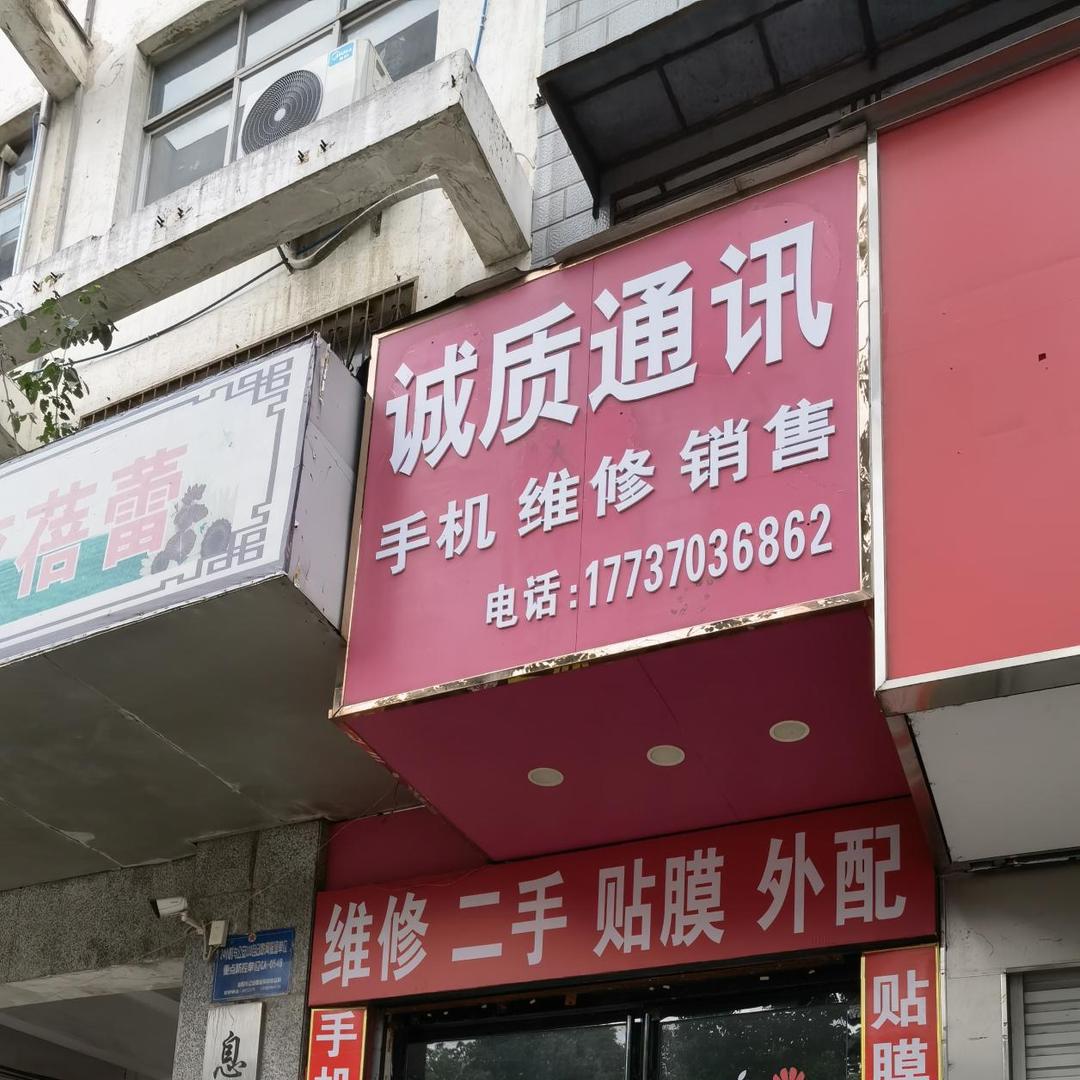 诚质通讯
手机 维修 销售
电话:17737036862
蓓蕾
维修 二手 贴膜 外配
手机
贴膜
息